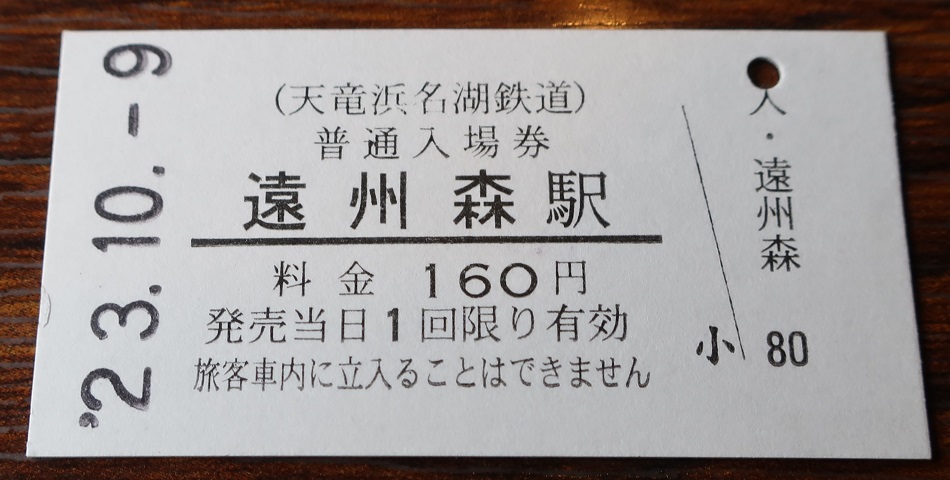 '23.10.-9
(天竜浜名湖鉄道)
普通入場券
遠州森駅
料金 160円
発売当日1回限り有効
旅客車内に立入ることはできません
入・遠州森
小 80